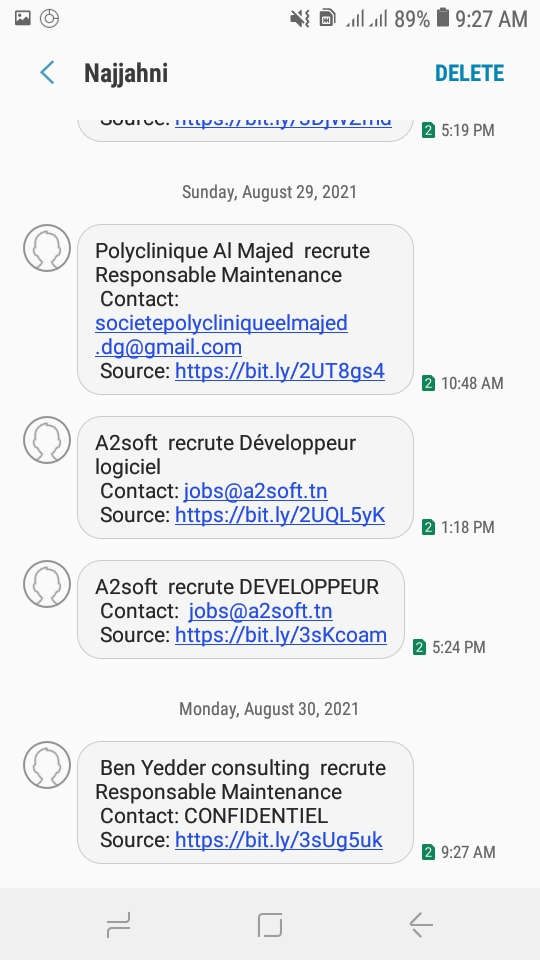 89% 9:27 AM
Najjahni
DELETE
Source: 
5:19 PM
Sunday, August 29, 2021
Polyclinique Al Majed  recrute
Responsable Maintenance
Contact:
societepolycliniqueelmajed
.dg@gmail.com
Source: https://bit.ly/2UT8gs4
2 10:48 AM
A2soft  recrute Développeur
logiciel
Contact: jobs@a2soft.tn
Source: https://bit.ly/2UQL5yK
2 1:18 PM
A2soft  recrute DEVELOPPEUR
Contact:  jobs@a2soft.tn
Source: https://bit.ly/3sKcoam
2 5:24 PM
Monday, August 30, 2021
Ben Yedder consulting  recrute
Responsable Maintenance
Contact: CONFIDENTIEL
Source: https://bit.ly/3sUg5uk
2 9:27 AM